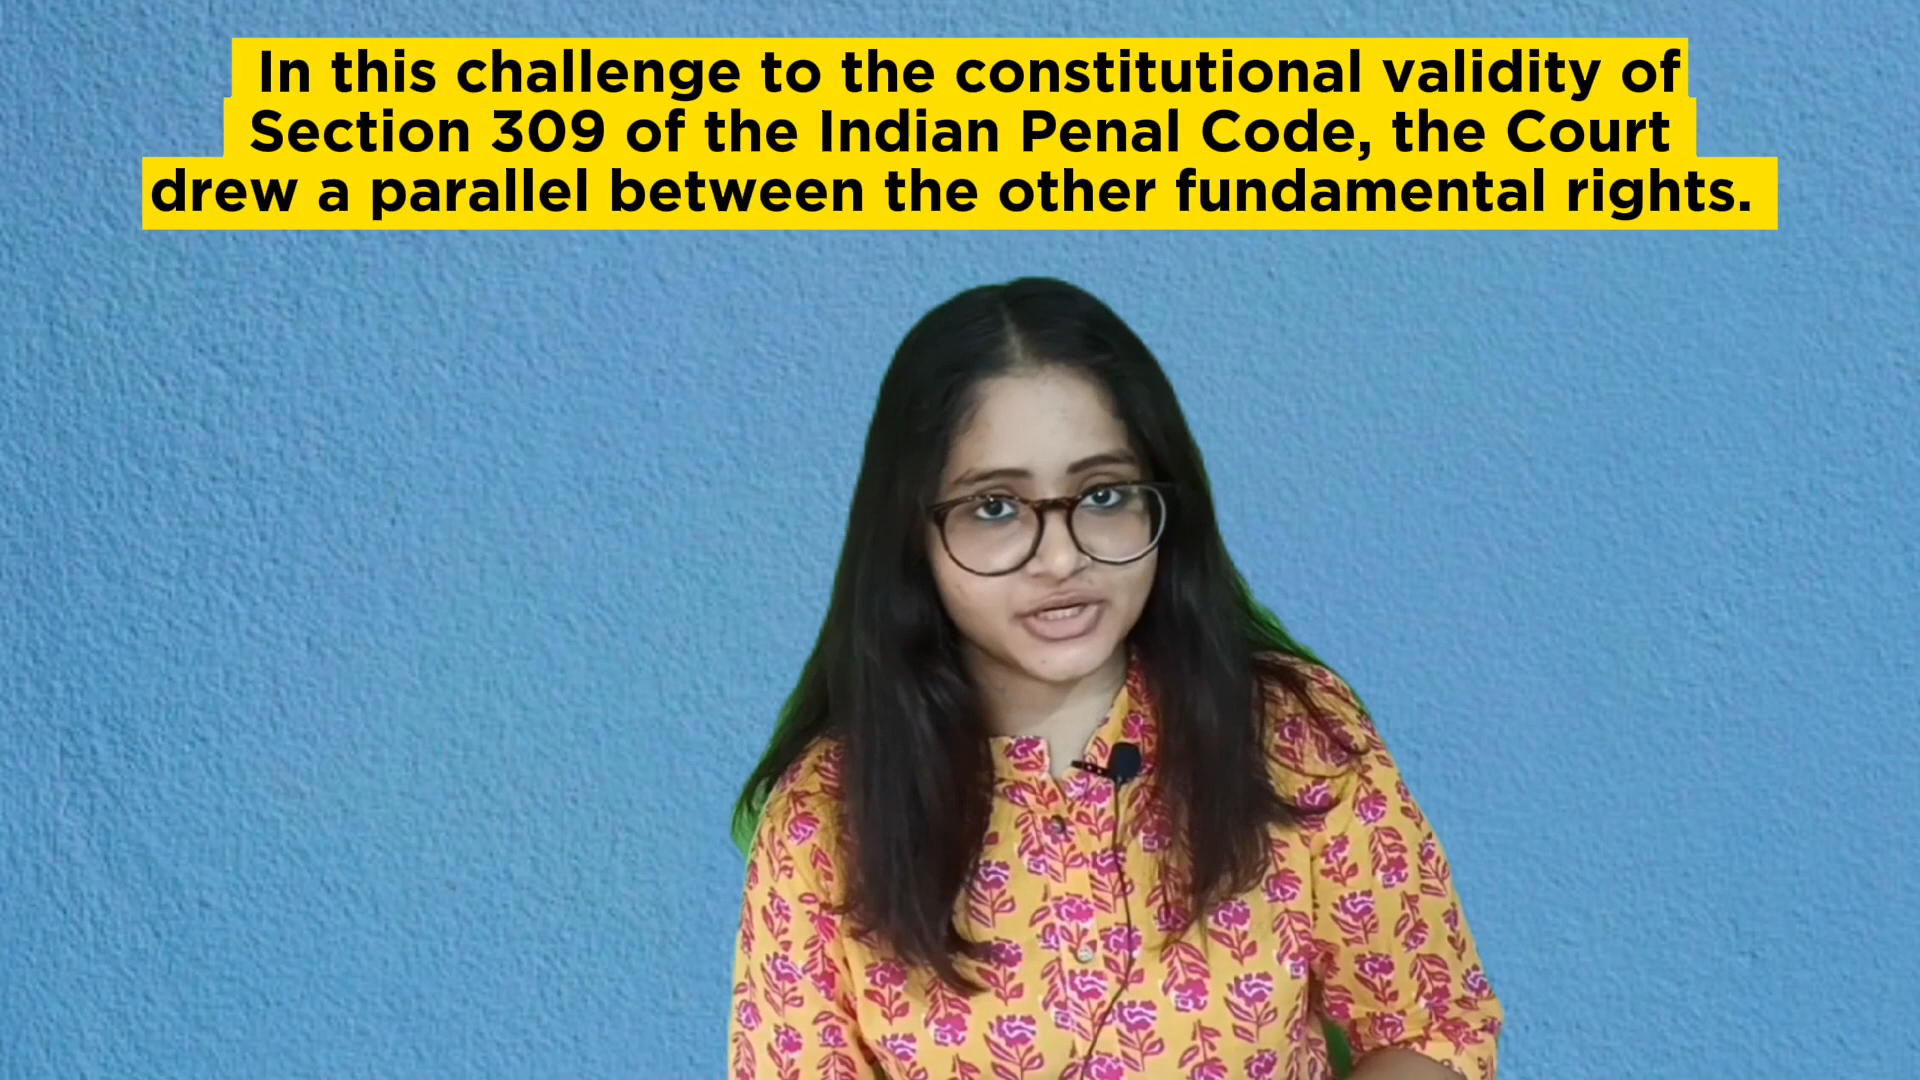 In this challenge to the constitutional validity of
Section 309 of the Indian Penal Code, the Court
drew a parallel between the other fundamental rights.